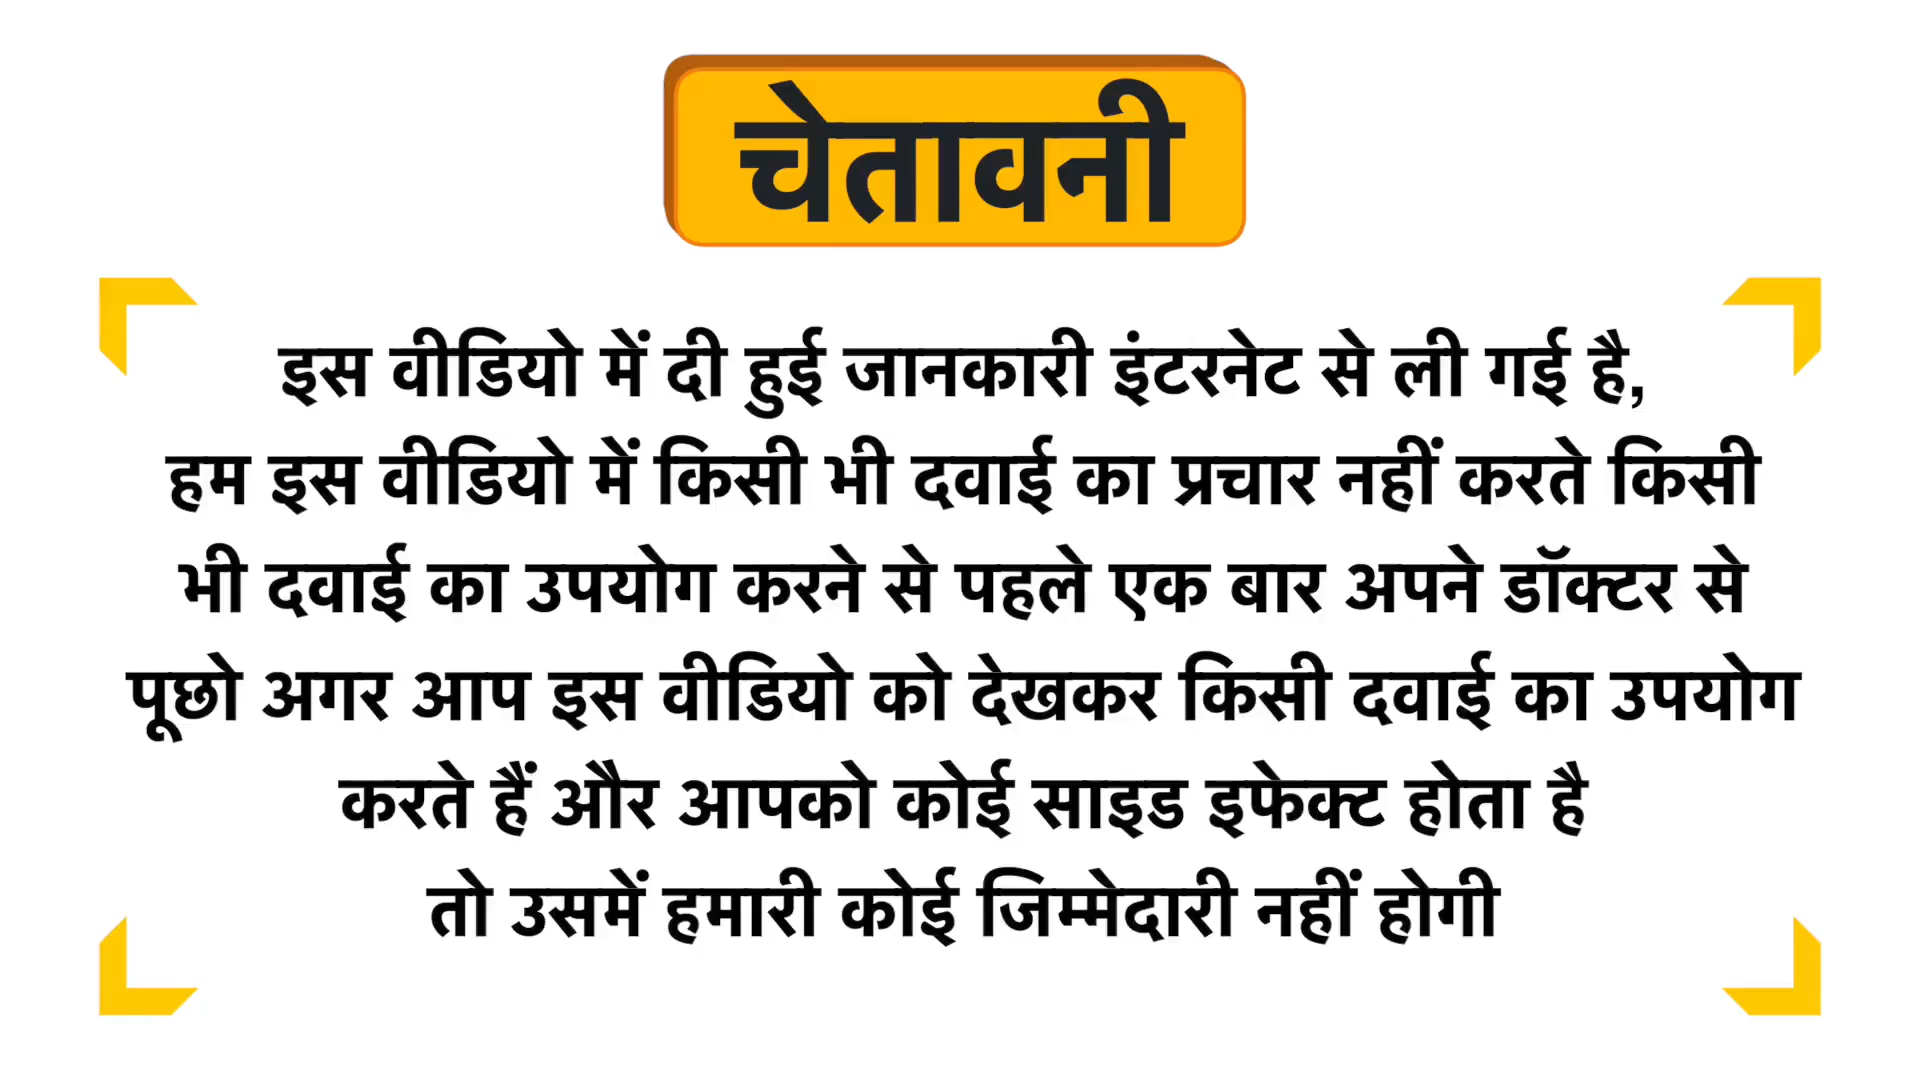 चेतावनी
इस वीडियो में दी हुई जानकारी इंटरनेट से ली गई है,
हम इस वीडियो में किसी भी दवाई का प्रचार नहीं करते किसी
भी दवाई का उपयोग करने से पहले एक बार अपने डॉक्टर से
पूछो अगर आप इस वीडियो को देखकर किसी दवाई का उपयोग
करते हैं और आपको कोई साइड इफेक्ट होता है
तो उसमें हमारी कोई जिम्मेदारी नहीं होगी